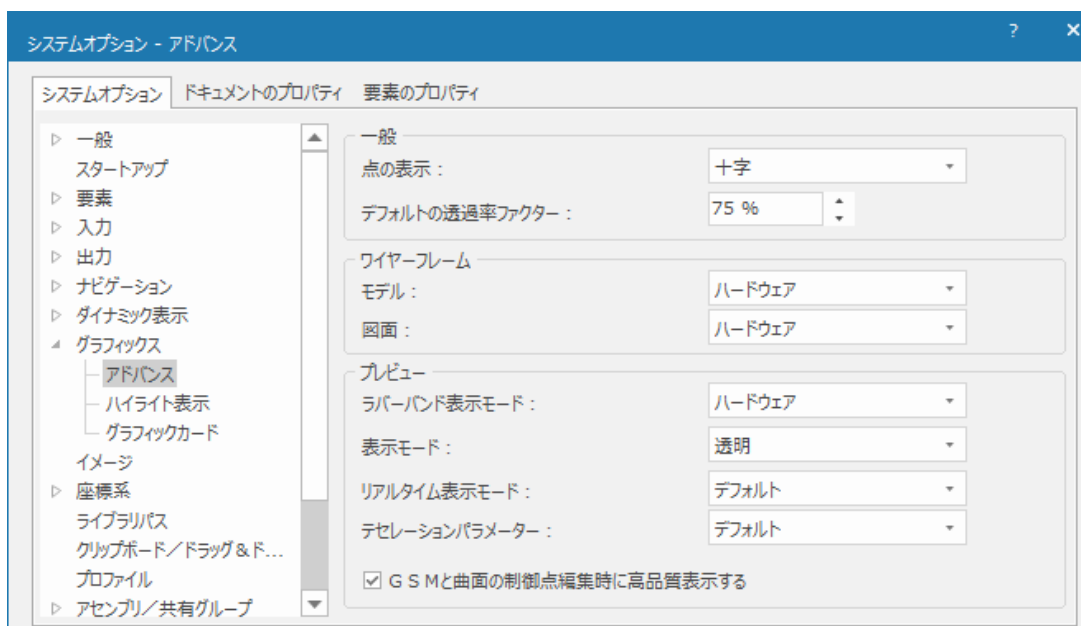 システムオプション - アドバンス
? ×
システムオプション ドキュメントのプロパティ 要素のプロパティ
一般
スタートアップ
要素
入力
出力
ナビゲーション
ダイナミック表示
グラフィックス
アドバンス
ハイライト表示
グラフィックカード
イメージ
座標系
ライブラリパス
クリップボード／ドラッグ＆ド...
プロファイル
アセンブリ／共有グループ
一般
点の表示： 十字
デフォルトの透過率ファクター： 75 %
ワイヤーフレーム
モデル： ハードウェア
図面： ハードウェア
プレビュー
ラバーバンド表示モード： ハードウェア
表示モード： 透明
リアルタイム表示モード： デフォルト
テセレーションパラメーター： デフォルト
ＧＳＭと曲面の制御点編集時に高品質表示する